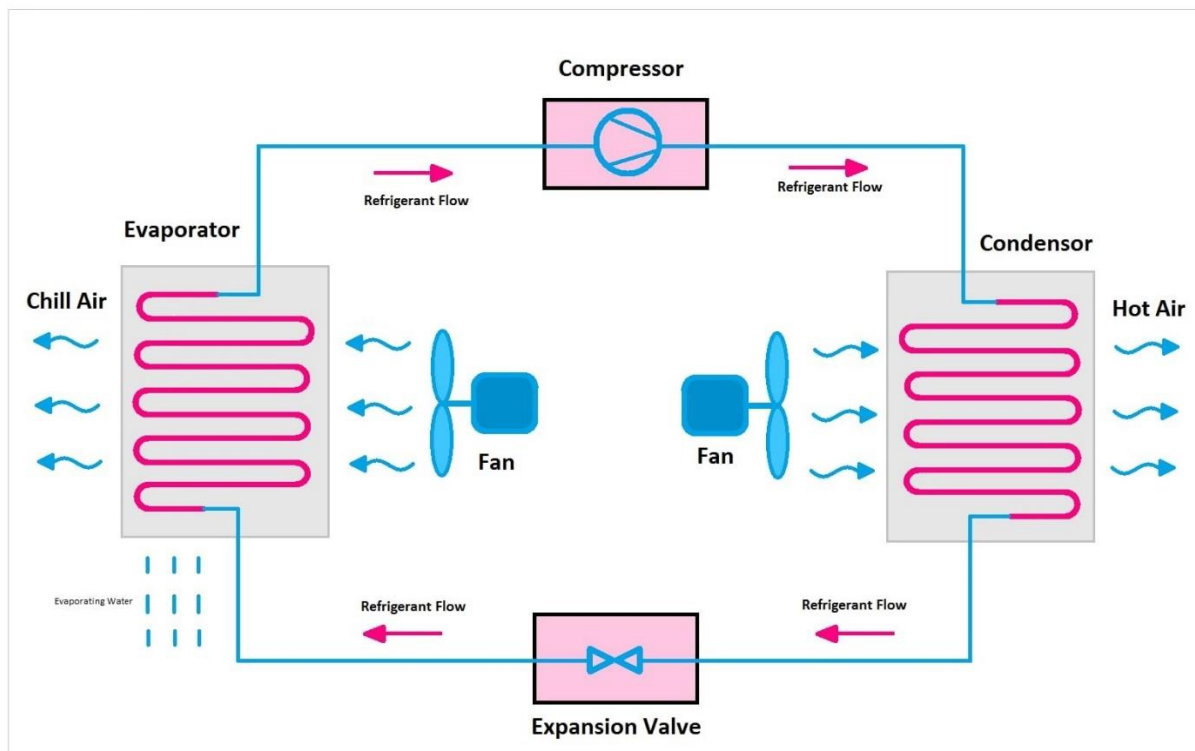 Compressor
Refrigerant Flow
Refrigerant Flow
Evaporator
Condensor
Chill Air
Hot Air
Fan
Fan
Evaporating Water
Refrigerant Flow
Refrigerant Flow
Expansion Valve